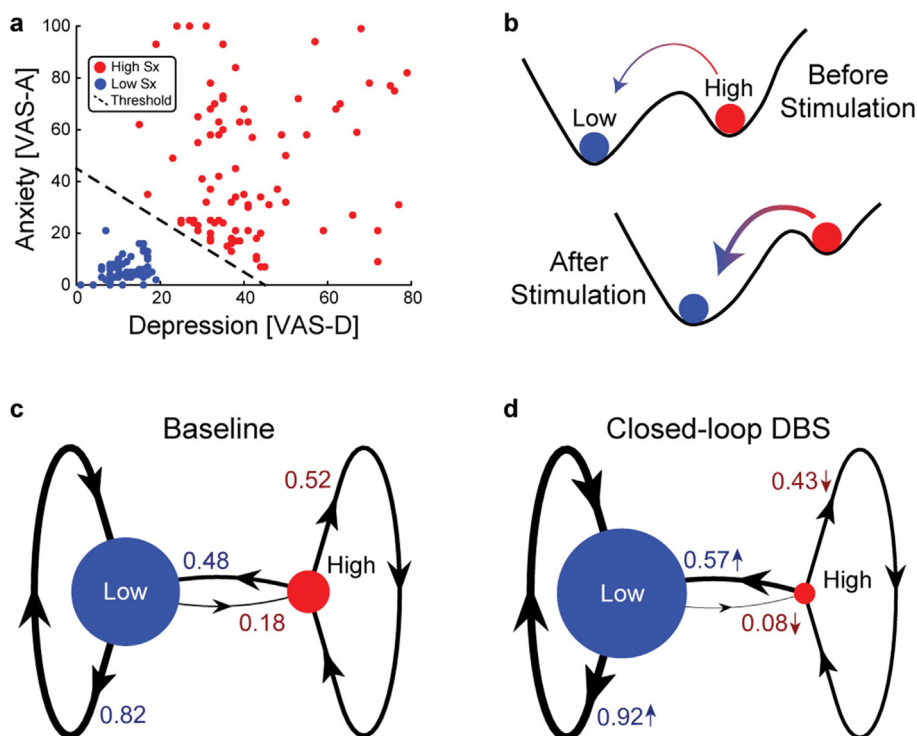 a
Anxiety [VAS-A]
100
80
60
40
20
0
High Sx
Low Sx
Threshold
0
20
40
60
80
Depression [VAS-D]
b
Low
High
Before
Stimulation
After
Stimulation
c
Baseline
0.52
0.48
High
Low
0.18
0.82
d
Closed-loop DBS
0.43↓
0.57↑
High
Low
0.08↓
0.92↑